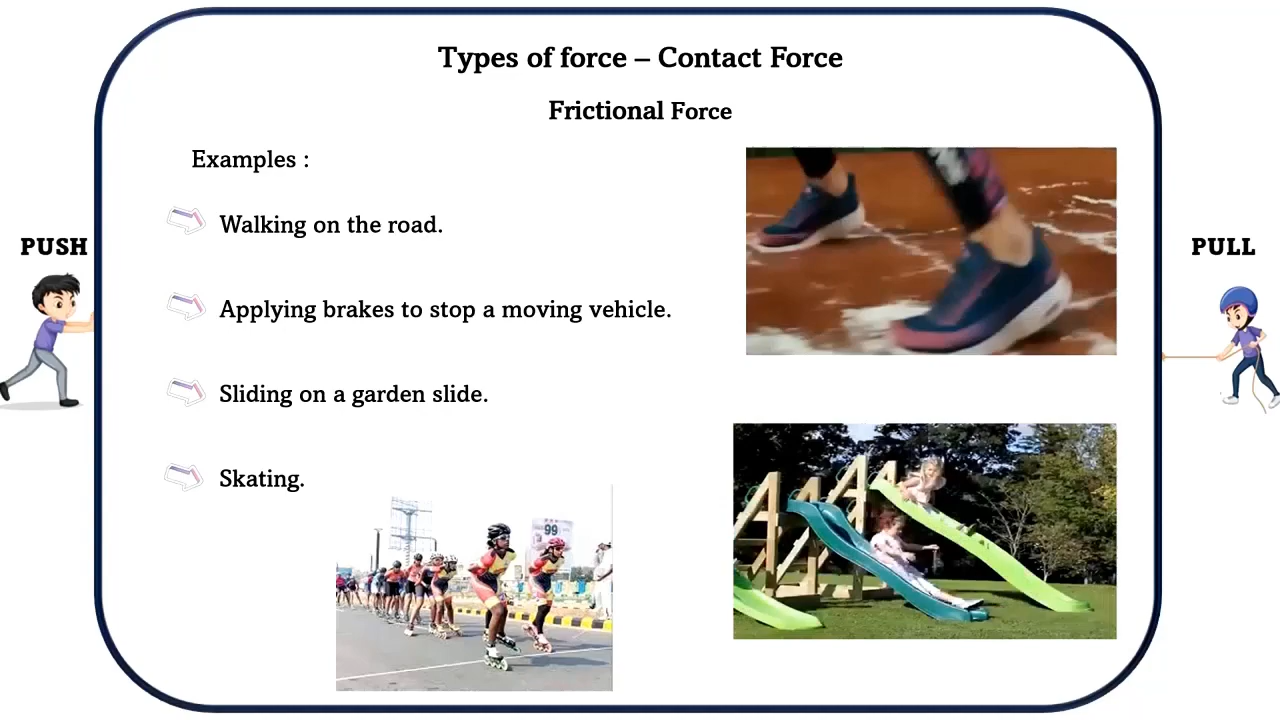 Types of force – Contact Force
Frictional Force
Examples :
Walking on the road.
PUSH
PULL
Applying brakes to stop a moving vehicle.
Sliding on a garden slide.
Skating.
99